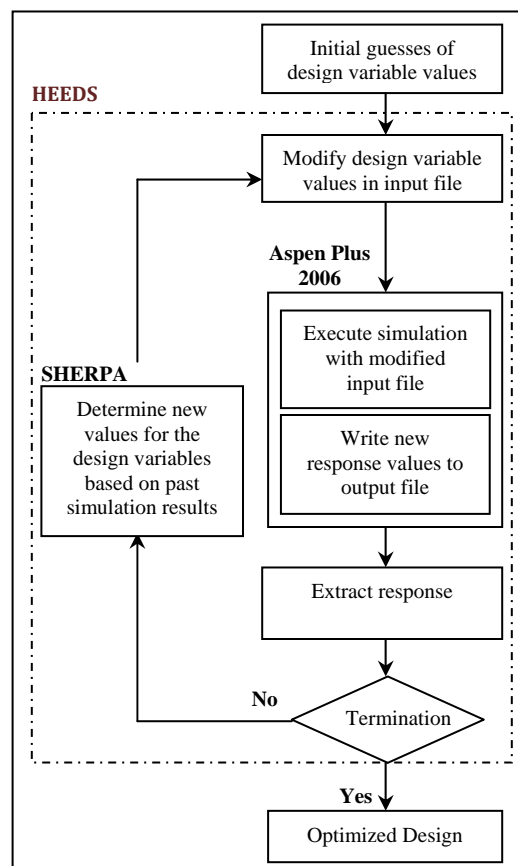 Initial guesses of
design variable values
HEEDS
Modify design variable
values in input file
Aspen Plus
2006
Execute simulation
with modified
input file
Write new
response values to
output file
SHERPA
Determine new
values for the
design variables
based on past
simulation results
Extract response
No
Termination
Yes
Optimized Design